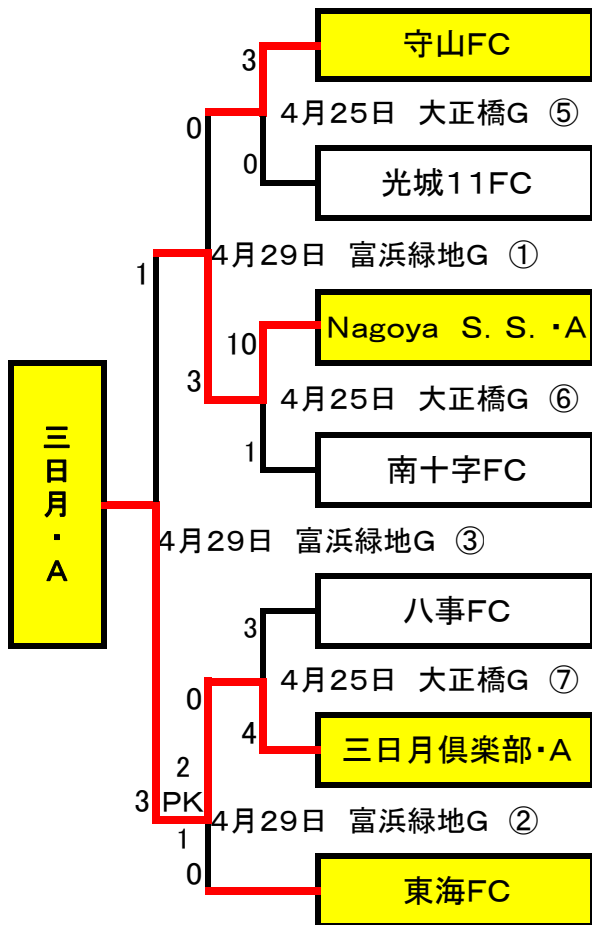 守山FC
3
4月25日 大正橋G ⑤
0
0
光城11FC
4月29日 富浜緑地G ①
1
Nagoya S.S.・A
10
3
4月25日 大正橋G ⑥
1
南十字FC
三日月・A
4月29日 富浜緑地G ③
八事FC
3
4月25日 大正橋G ⑦
0
4
三日月倶楽部・A
2
3
PK
4月29日 富浜緑地G ②
1
0
東海FC